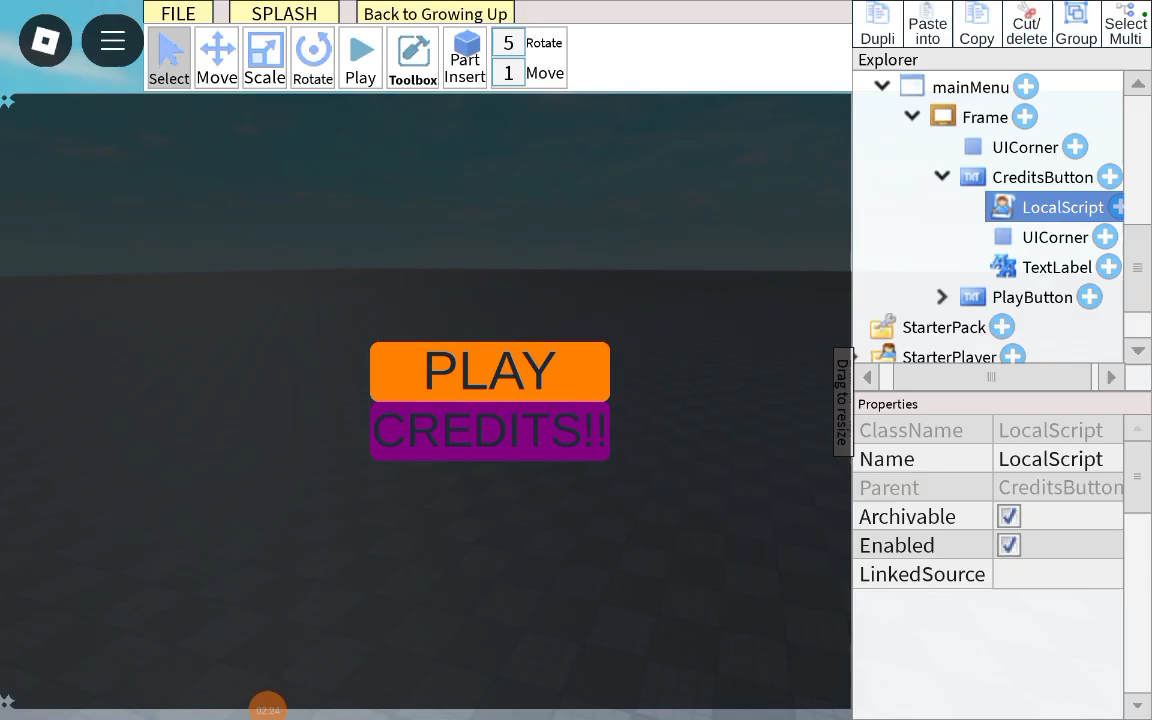 FILE
SPLASH
Back to Growing Up
Select
Move
Scale
Rotate
Play
Toolbox
Part
Insert
5 Rotate
1 Move
Dupli
Paste
into
Copy
Cut/
delete
Group
Select
Multi
Explorer
mainMenu
Frame
UICorner
CreditsButton
LocalScript
UICorner
TextLabel
PlayButton
StarterPack
StarterPlayer
Drag to resize
PLAY
CREDITS!!
Properties
ClassName LocalScript
Name LocalScript
Parent CreditsButton
Archivable
Enabled
LinkedSource
02:24